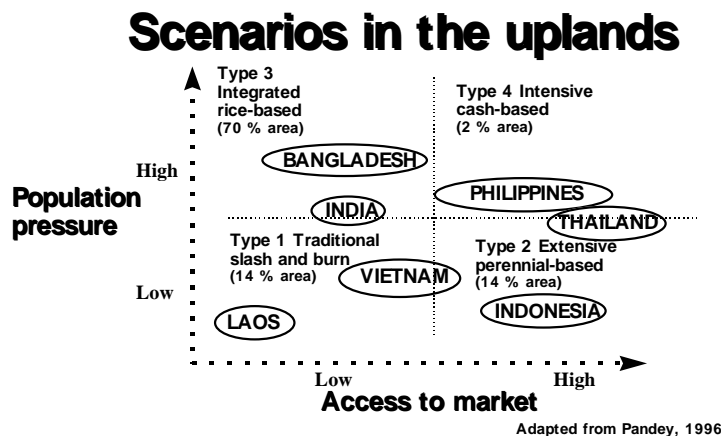 Scenarios in the uplands
Type 3
Integrated
rice-based
(70 % area)
Type 4 Intensive
cash-based
(2 % area)
High
BANGLADESH
Population
pressure
PHILIPPINES
INDIA
THAILAND
Type 1 Traditional
slash and burn
(14 % area)
Type 2 Extensive
perennial-based
(14 % area)
VIETNAM
Low
INDONESIA
LAOS
Low
High
Access to market
Adapted from Pandey, 1996